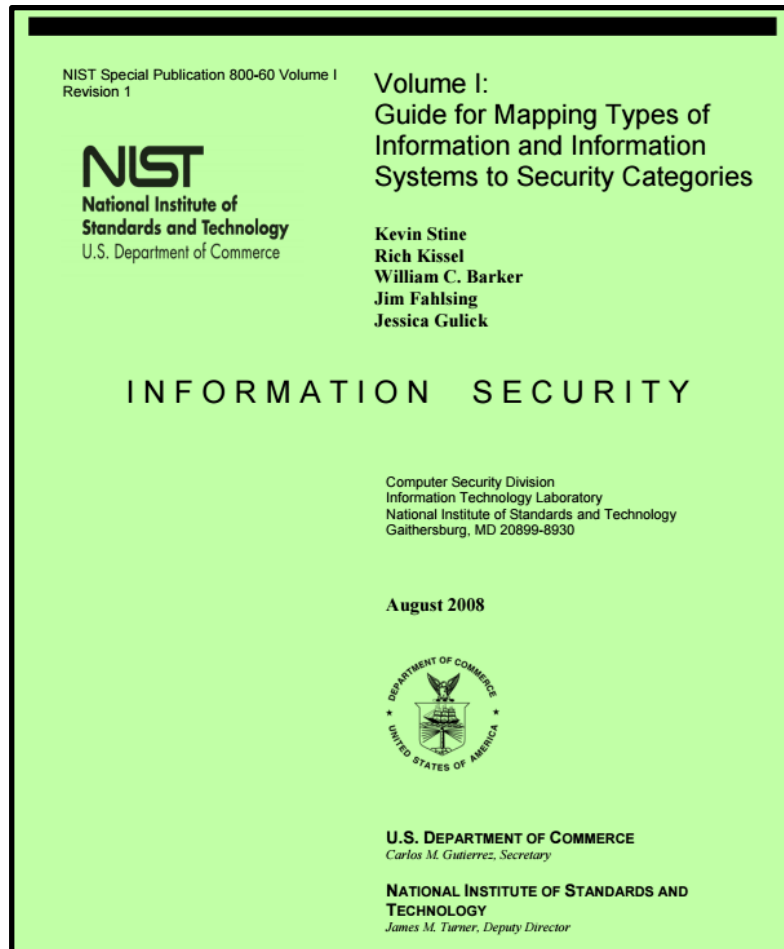 NIST Special Publication 800-60 Volume I
Revision 1
Volume I:
Guide for Mapping Types of
Information and Information
Systems to Security Categories
NIST
National Institute of
Standards and Technology
U.S. Department of Commerce
Kevin Stine
Rich Kissel
William C. Barker
Jim Fahlsing
Jessica Gulick
INFORMATION SECURITY
Computer Security Division
Information Technology Laboratory
National Institute of Standards and Technology
Gaithersburg, MD 20899-8930
August 2008
DEPARTMENT OF COMMERCE
UNITED STATES OF AMERICA
U.S. DEPARTMENT OF COMMERCE
Carlos M. Gutierrez, Secretary
NATIONAL INSTITUTE OF STANDARDS AND
TECHNOLOGY
James M. Turner, Deputy Director